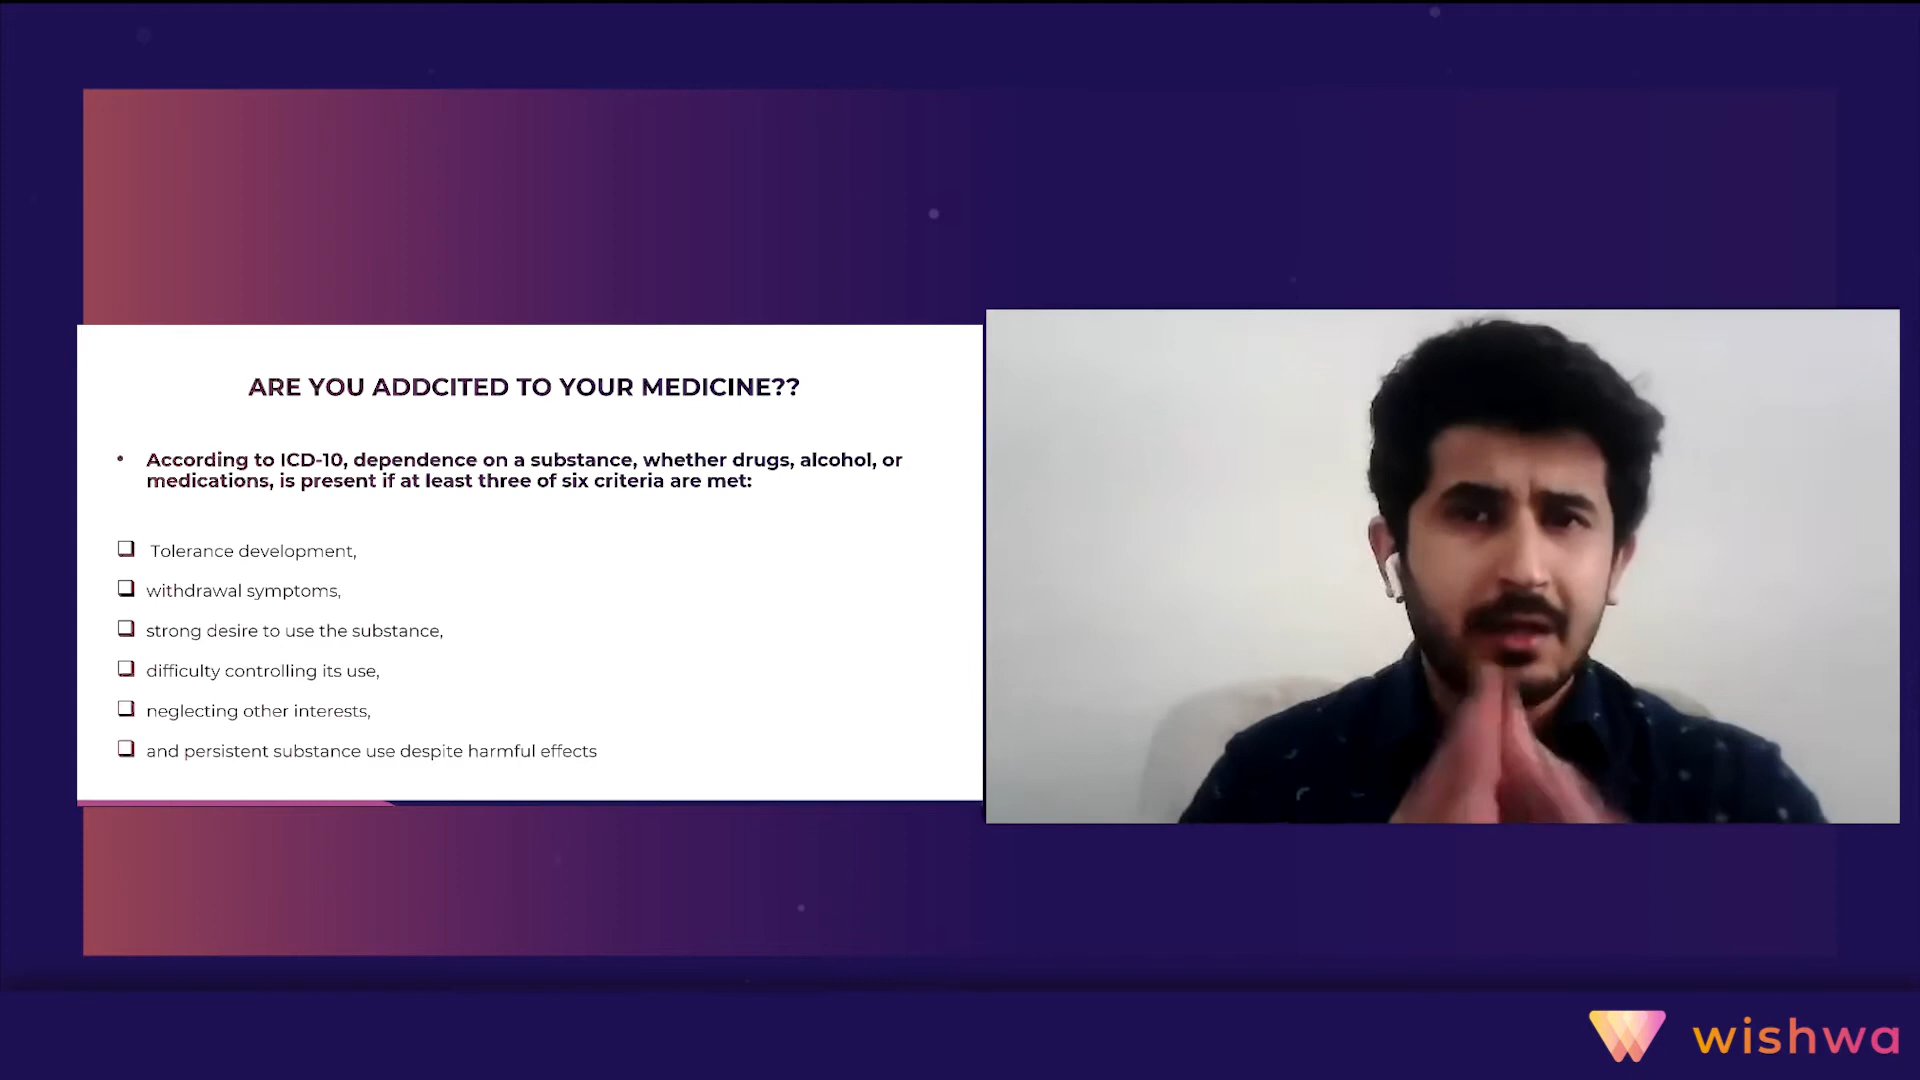 ARE YOU ADDCITED TO YOUR MEDICINE??
• According to ICD-10, dependence on a substance, whether drugs, alcohol, or
medications, is present if at least three of six criteria are met:
❑ Tolerance development,
❑ withdrawal symptoms,
❑ strong desire to use the substance,
❑ difficulty controlling its use,
❑ neglecting other interests,
❑ and persistent substance use despite harmful effects
wishwa